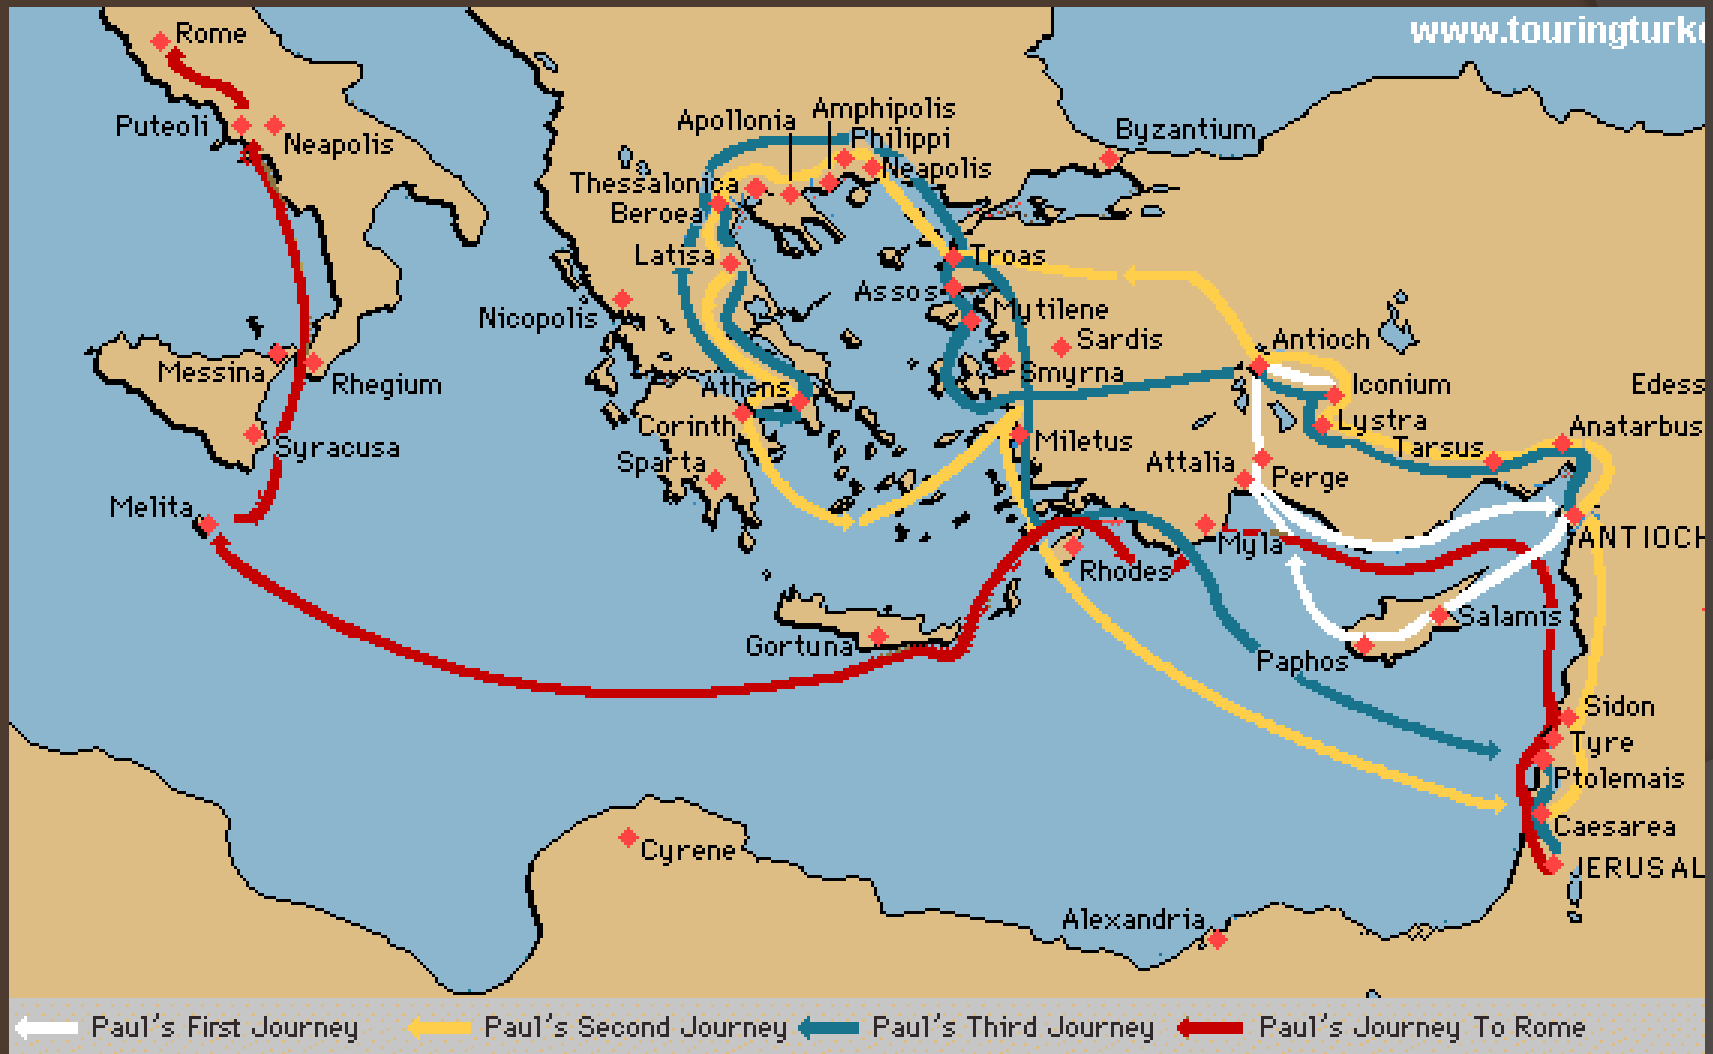 www.touringturke
Rome
Puteoli
Neapolis
Apollonia
Amphipolis
Philippi
Neapolis
Byzantium
Thessalonica
Beroea
Latisa
Troas
Assos
Mytilene
Nicopolis
Sardis
Smyrna
Antioch
Iconium
Edess
Messina
Rhegium
Athens
Corinth
Lystra
Tarsus
Anatarbus
Syracusa
Sparta
Miletus
Attalia
Perge
Melita
Myla
ANTIOCH
Rhodes
Salamis
Gortuna
Paphos
Sidon
Tyre
Ptolemais
Caesarea
Cyrene
JERUSAL
Alexandria
Paul's First Journey
Paul's Second Journey
Paul's Third Journey
Paul's Journey To Rome